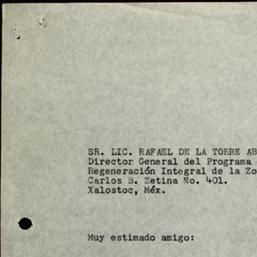 SR. LIC. RAFAEL DE LA TORRE AB
Director General del Programa
Regeneración Integral de la Zo
Carlos B. Zetina No. 401.
Xalostoc, Méx.
Muy estimado amigo: